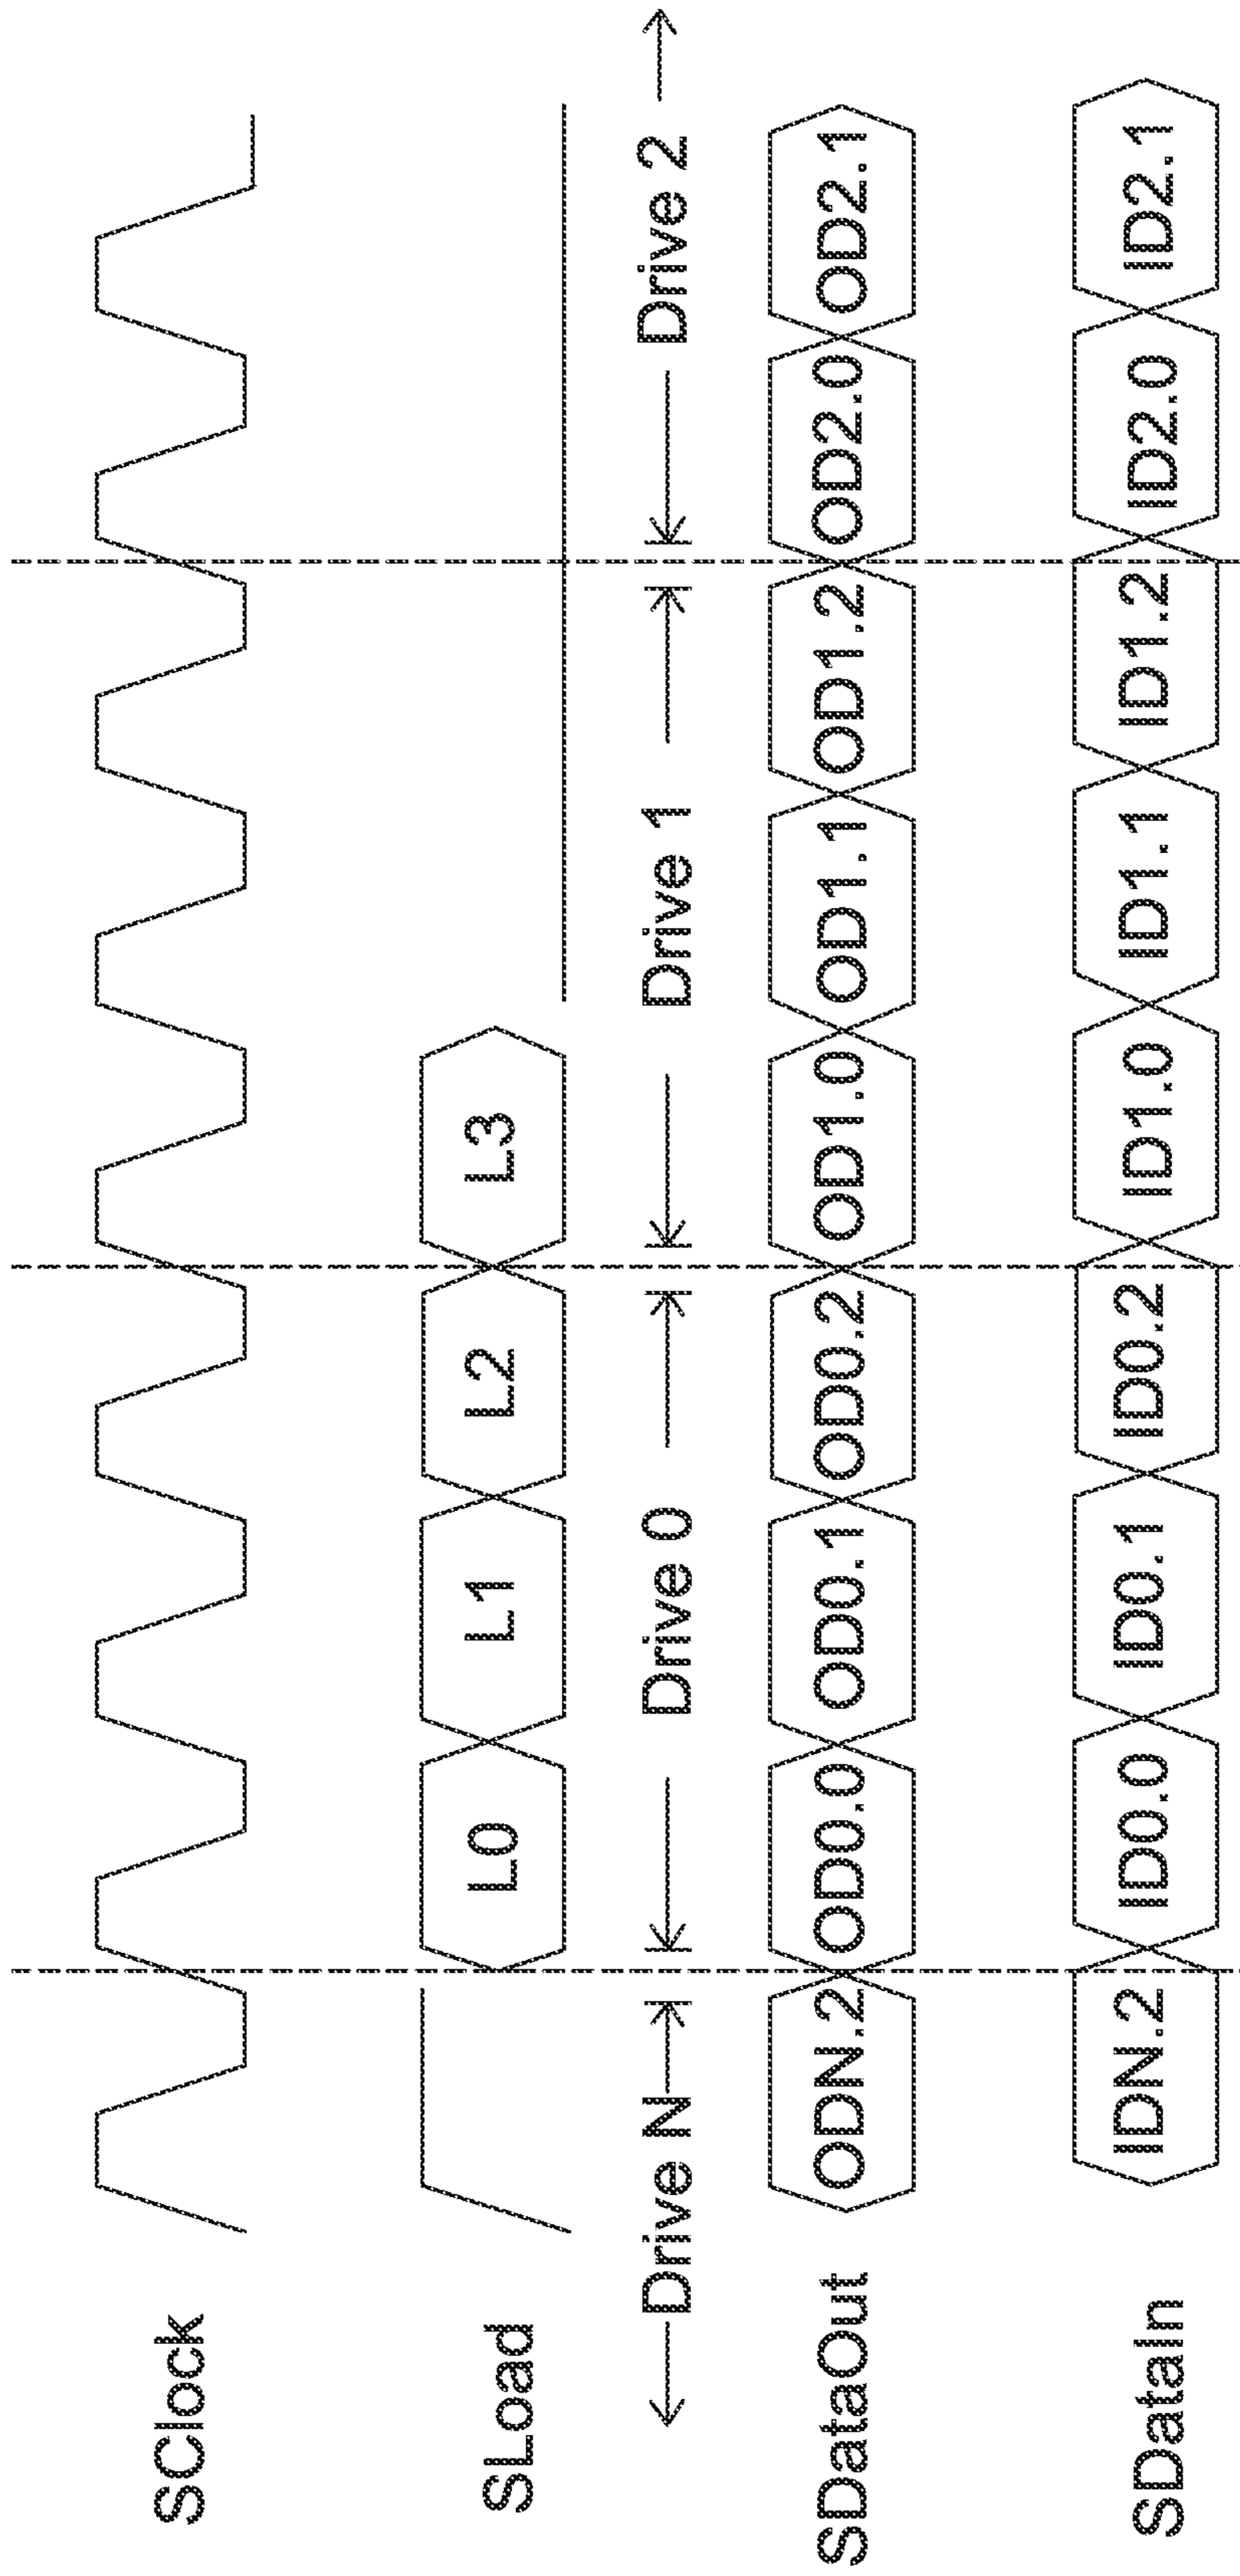 SClock
SLoad L0 L1 L2 L3
Drive N Drive 0 Drive 1 Drive 2
SDataOut ODN.2 OD0.0 OD0.1 OD0.2 OD1.0 OD1.1 OD1.2 OD2.0 OD2.1
SDataIn IDN.2 ID0.0 ID0.1 ID0.2 ID1.0 ID1.1 ID1.2 ID2.0 ID2.1